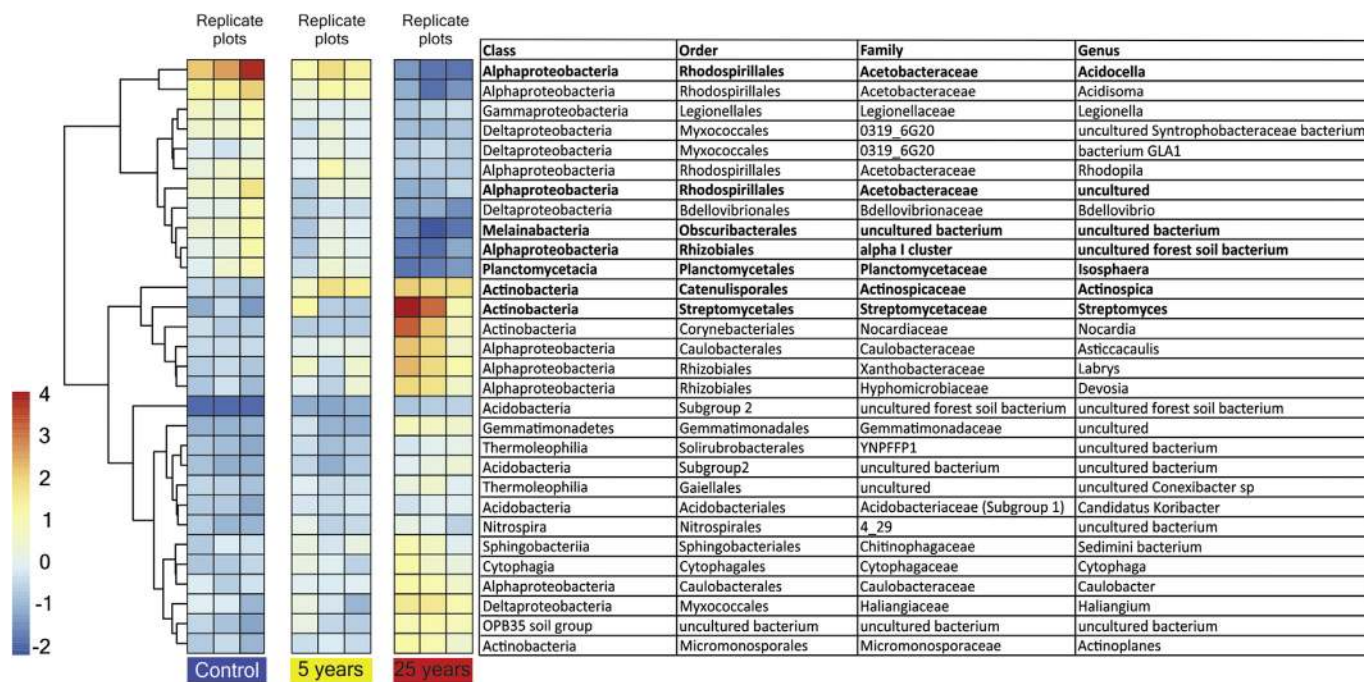 Replicate plots Replicate plots Replicate plots
Class Order Family Genus
Alphaproteobacteria Rhodospirillales Acetobacteraceae Acidocella
Alphaproteobacteria Rhodospirillales Acetobacteraceae Acidisoma
Gammaproteobacteria Legionellales Legionellaceae Legionella
Deltaproteobacteria Myxococcales 0319_6G20 uncultured Syntrophobacteraceae bacterium
Deltaproteobacteria Myxococcales 0319_6G20 bacterium GLA1
Alphaproteobacteria Rhodospirillales Acetobacteraceae Rhodopila
Alphaproteobacteria Rhodospirillales Acetobacteraceae uncultured
Deltaproteobacteria Bdellovibrionales Bdellovibrionaceae Bdellovibrio
Melainabacteria Obscuribacterales uncultured bacterium uncultured bacterium
Alphaproteobacteria Rhizobiales alpha I cluster uncultured forest soil bacterium
Planctomycetacia Planctomycetales Planctomycetaceae Isosphaera
Actinobacteria Catenulisporales Actinospicaceae Actinospica
Actinobacteria Streptomycetales Streptomycetaceae Streptomyces
Actinobacteria Corynebacteriales Nocardiaceae Nocardia
Alphaproteobacteria Caulobacterales Caulobacteraceae Asticcacaulis
Alphaproteobacteria Rhizobiales Xanthobacteraceae Labrys
Alphaproteobacteria Rhizobiales Hyphomicrobiaceae Devosia
Acidobacteria Subgroup 2 uncultured forest soil bacterium uncultured forest soil bacterium
Gemmatimonadetes Gemmatimonadales Gemmatimonadaceae uncultured
Thermoleophilia Solirubrobacterales YNPFFP1 uncultured bacterium
Acidobacteria Subgroup2 uncultured bacterium uncultured bacterium
Thermoleophilia Gaiellales uncultured uncultured Conexibacter sp
Acidobacteria Acidobacteriales Acidobacteriaceae (Subgroup 1) Candidatus Koribacter
Nitrospira Nitrospirales 4_29 uncultured bacterium
Sphingobacteriia Sphingobacteriales Chitinophagaceae Sedimini bacterium
Cytophagia Cytophagales Cytophagaceae Cytophaga
Alphaproteobacteria Caulobacterales Caulobacteraceae Caulobacter
Deltaproteobacteria Myxococcales Haliangiaceae Haliangium
OPB35 soil group uncultured bacterium uncultured bacterium uncultured bacterium
Actinobacteria Micromonosporales Micromonosporaceae Actinoplanes
4
3
2
1
0
-1
-2
Control 5 years 25 years